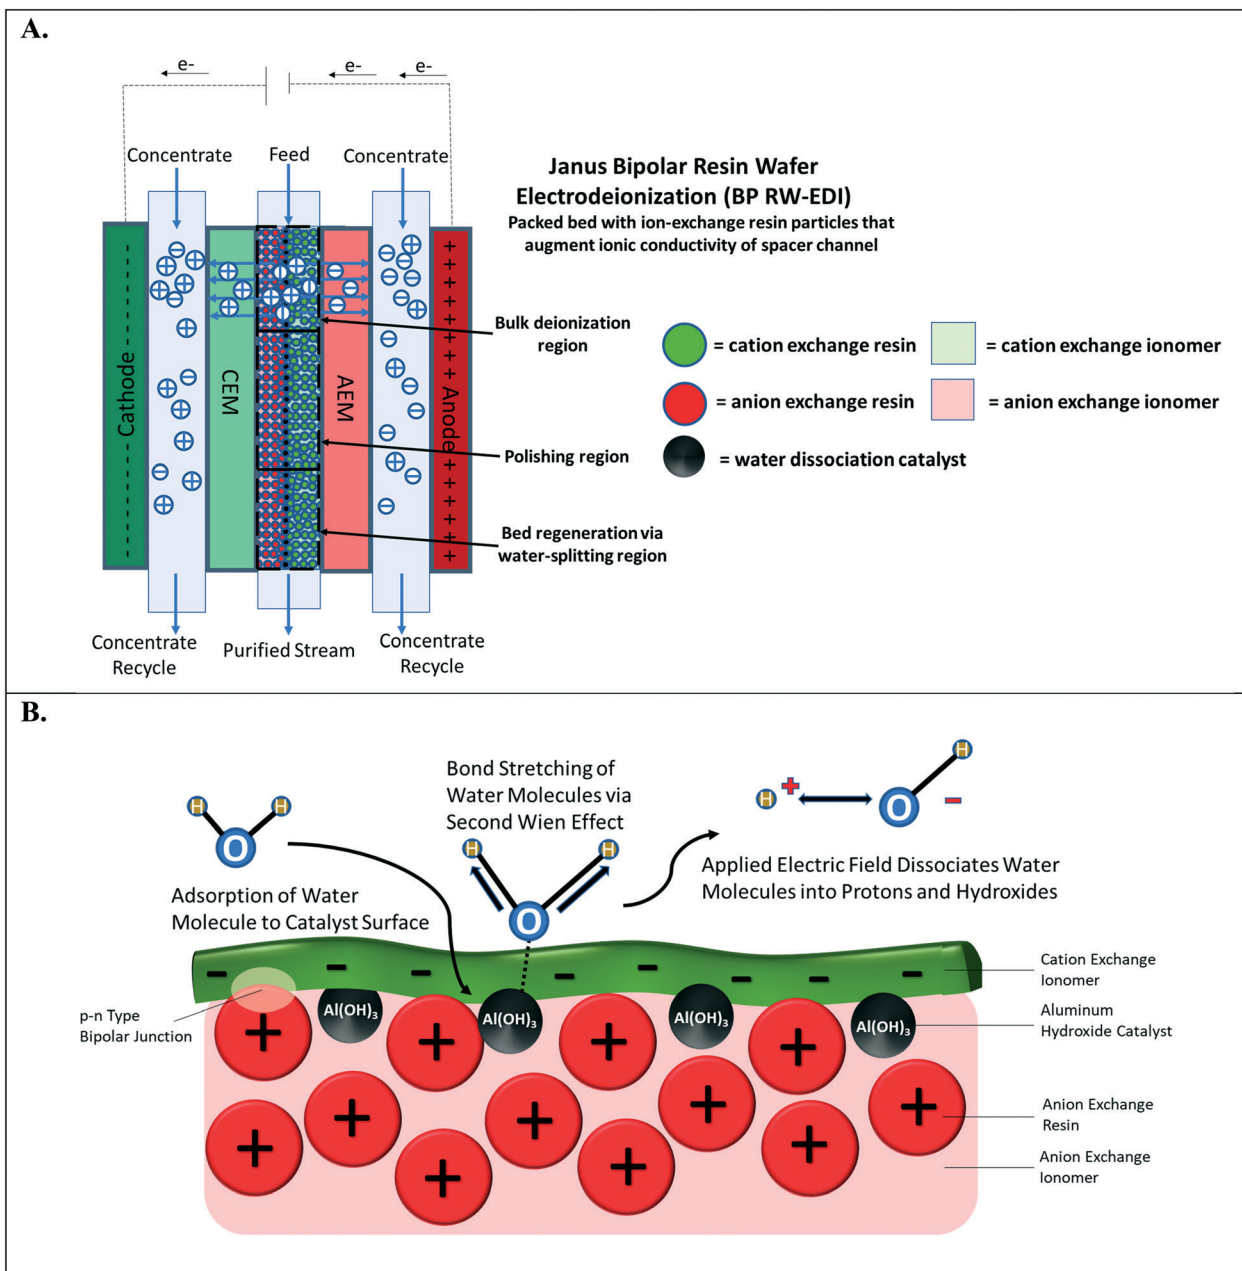 A.
e-
e-
e-
Concentrate
Feed
Concentrate
Janus Bipolar Resin Wafer
Electrodeionization (BP RW-EDI)
Packed bed with ion-exchange resin particles that
augment ionic conductivity of spacer channel
Cathode
CEM
AEM
Anode
Bulk deionization
region
Polishing region
Bed regeneration via
water-splitting region
= cation exchange resin
= cation exchange ionomer
= anion exchange resin
= anion exchange ionomer
= water dissociation catalyst
Concentrate
Recycle
Purified Stream
Concentrate
Recycle
B.
H
H
O
Adsorption of Water
Molecule to Catalyst Surface
Bond Stretching of
Water Molecules via
Second Wien Effect
H
H
O
H
+
O
H
-
Applied Electric Field Dissociates Water
Molecules into Protons and Hydroxides
p-n Type
Bipolar Junction
Al(OH)3
Al(OH)3
Al(OH)3
Al(OH)3
Cation Exchange
Ionomer
Aluminum
Hydroxide Catalyst
Anion Exchange
Resin
Anion Exchange
Ionomer